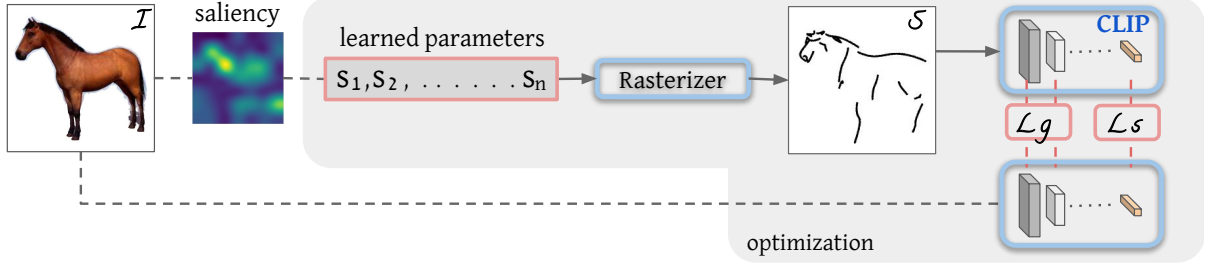 I
saliency
learned parameters
S₁,S₂, . . . . . . Sₙ
Rasterizer
S
CLIP
Lg
Ls
optimization